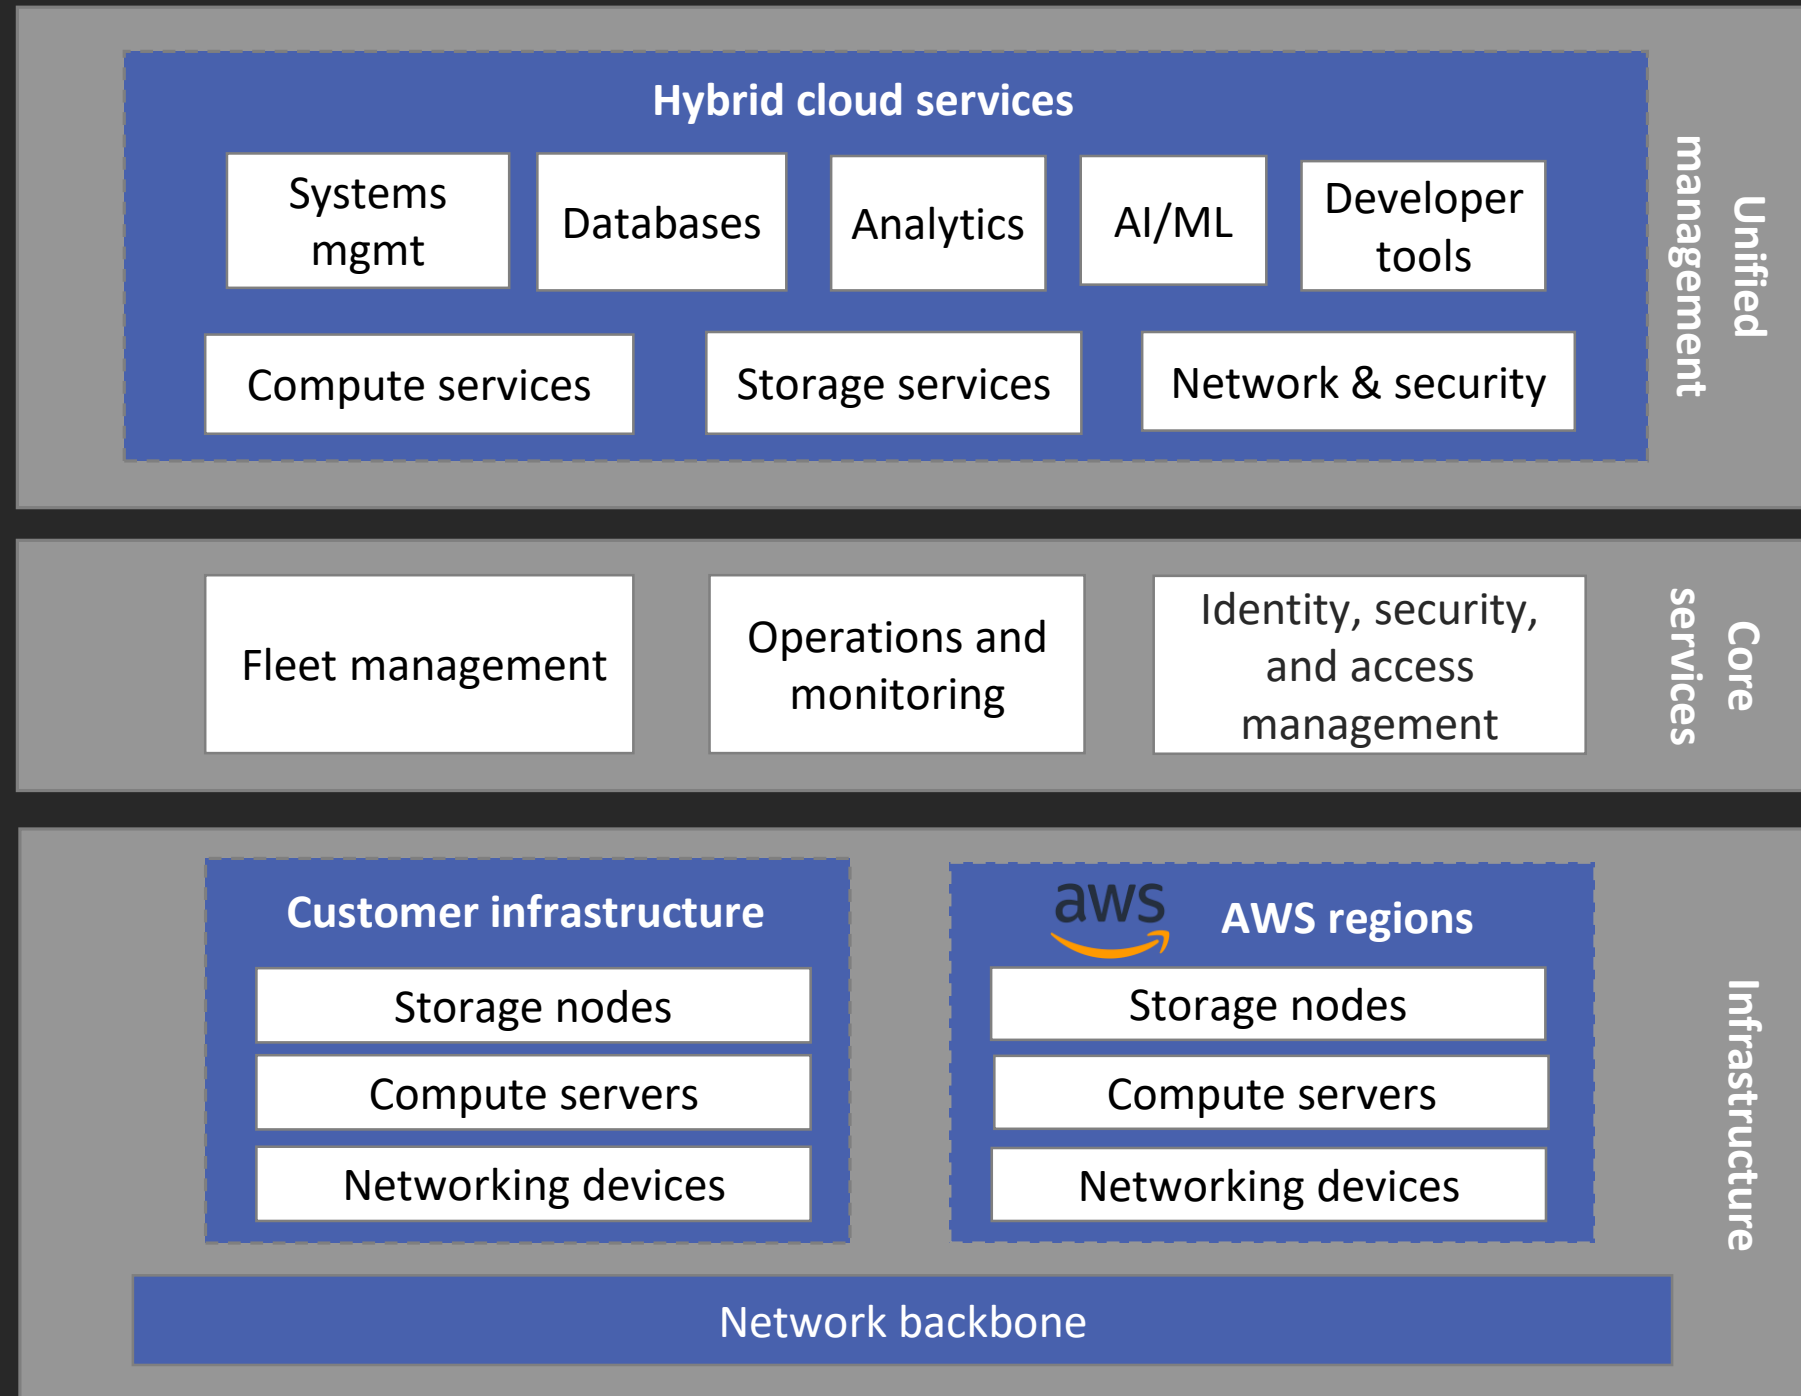 Hybrid cloud services
Systems
mgmt
Databases
Analytics
AI/ML
Developer
tools
Compute services
Storage services
Network & security
Unified
management
Fleet management
Operations and
monitoring
Identity, security,
and access
management
Core
services
Customer infrastructure
Storage nodes
Compute servers
Networking devices
aws
AWS regions
Storage nodes
Compute servers
Networking devices
Infrastructure
Network backbone